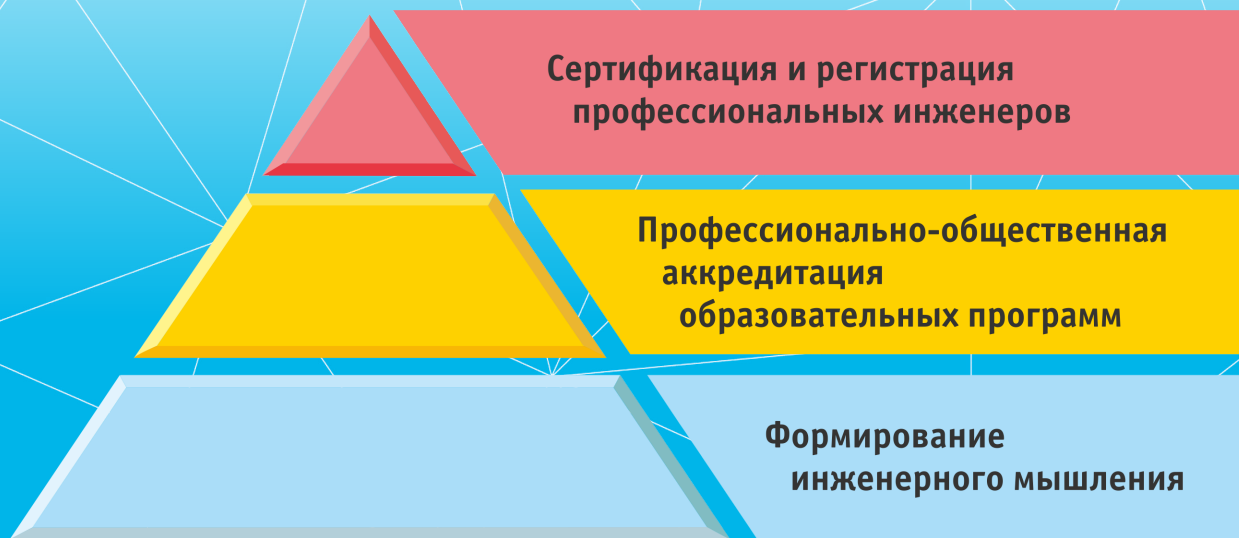 Сертификация и регистрация
профессиональных инженеров
Профессионально-общественная
аккредитация
образовательных программ
Формирование
инженерного мышления